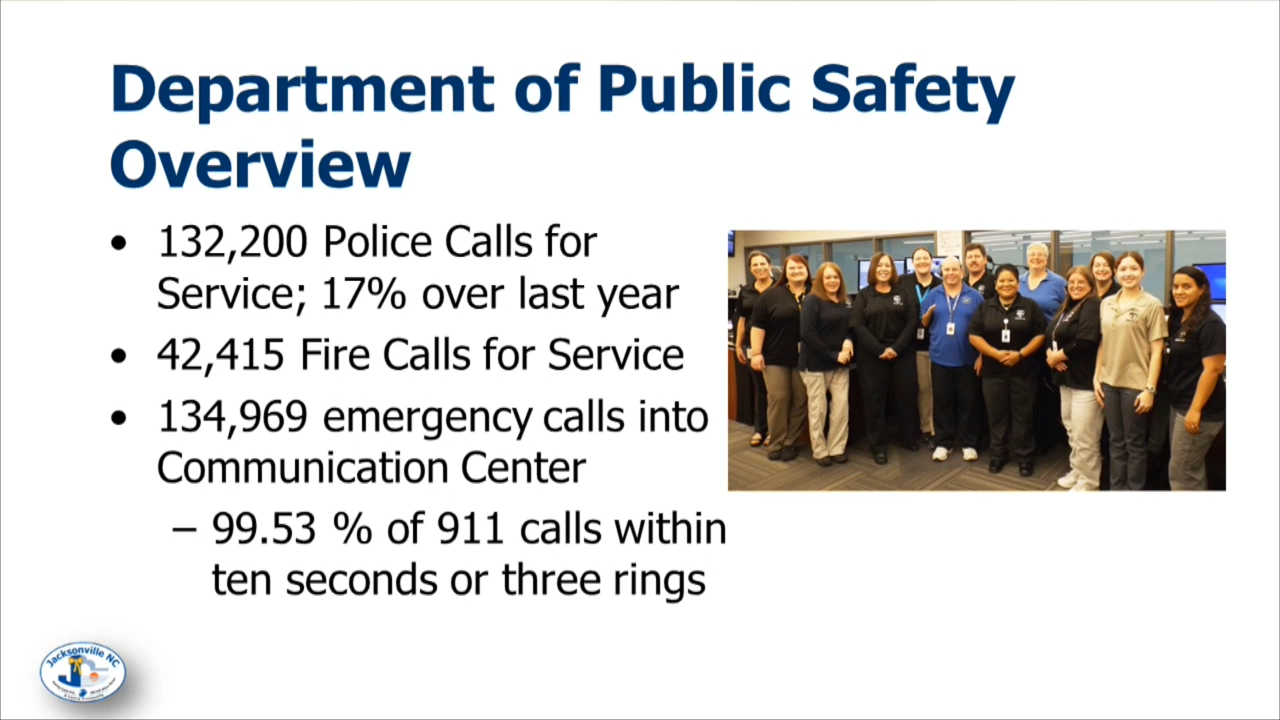 Department of Public Safety
Overview
• 132,200 Police Calls for
Service; 17% over last year
• 42,415 Fire Calls for Service
• 134,969 emergency calls into
Communication Center
– 99.53 % of 911 calls within
ten seconds or three rings
Jacksonville NC